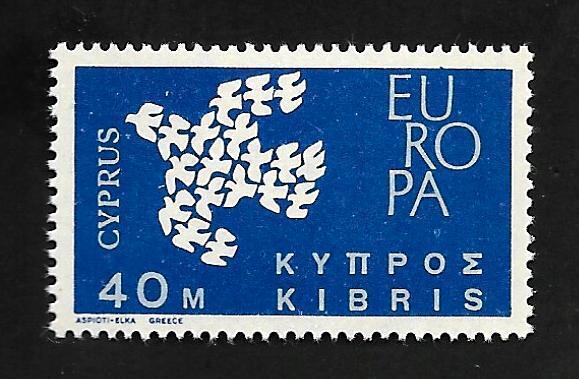 CYPRUS
EU
RO
PA
ΚΥΠΡΟΣ
KIBRIS
40 M
ASPIOTI-ELKA GREECE